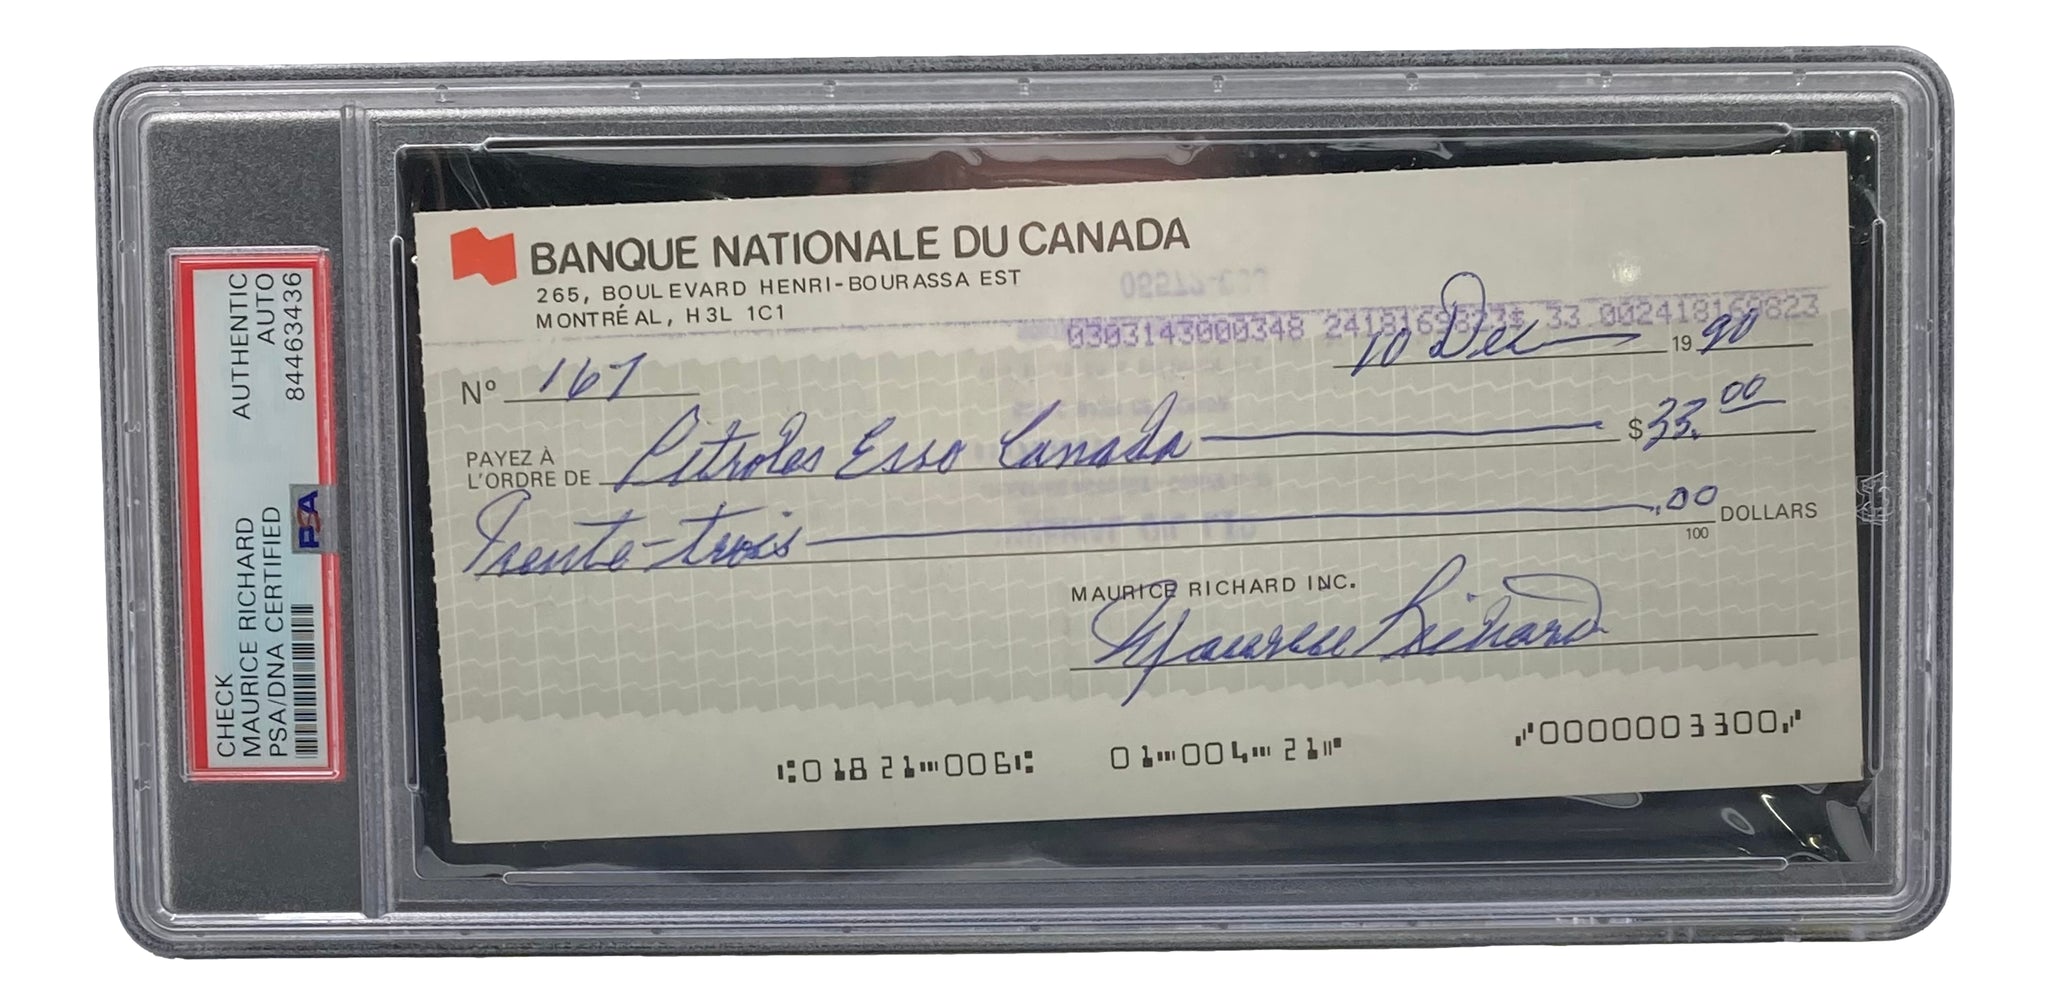 CHECK
MAURICE RICHARD
PSA/DNA CERTIFIED
AUTHENTIC
AUTO
84463436
PSA
BANQUE NATIONALE DU CANADA
265, BOULEVARD HENRI-BOURASSA EST
MONTRÉAL, H3L 1C1
0303143000348 2418169823$ 33.002418169823
10 Dec 1990
Nº 167
PAYEZ À
L'ORDRE DE Pétroles Esso Canada $33.00
Trente-trois .00/100 DOLLARS
MAURICE RICHARD INC.
Maurice Richard
01821 006 01 004 21 0000003300